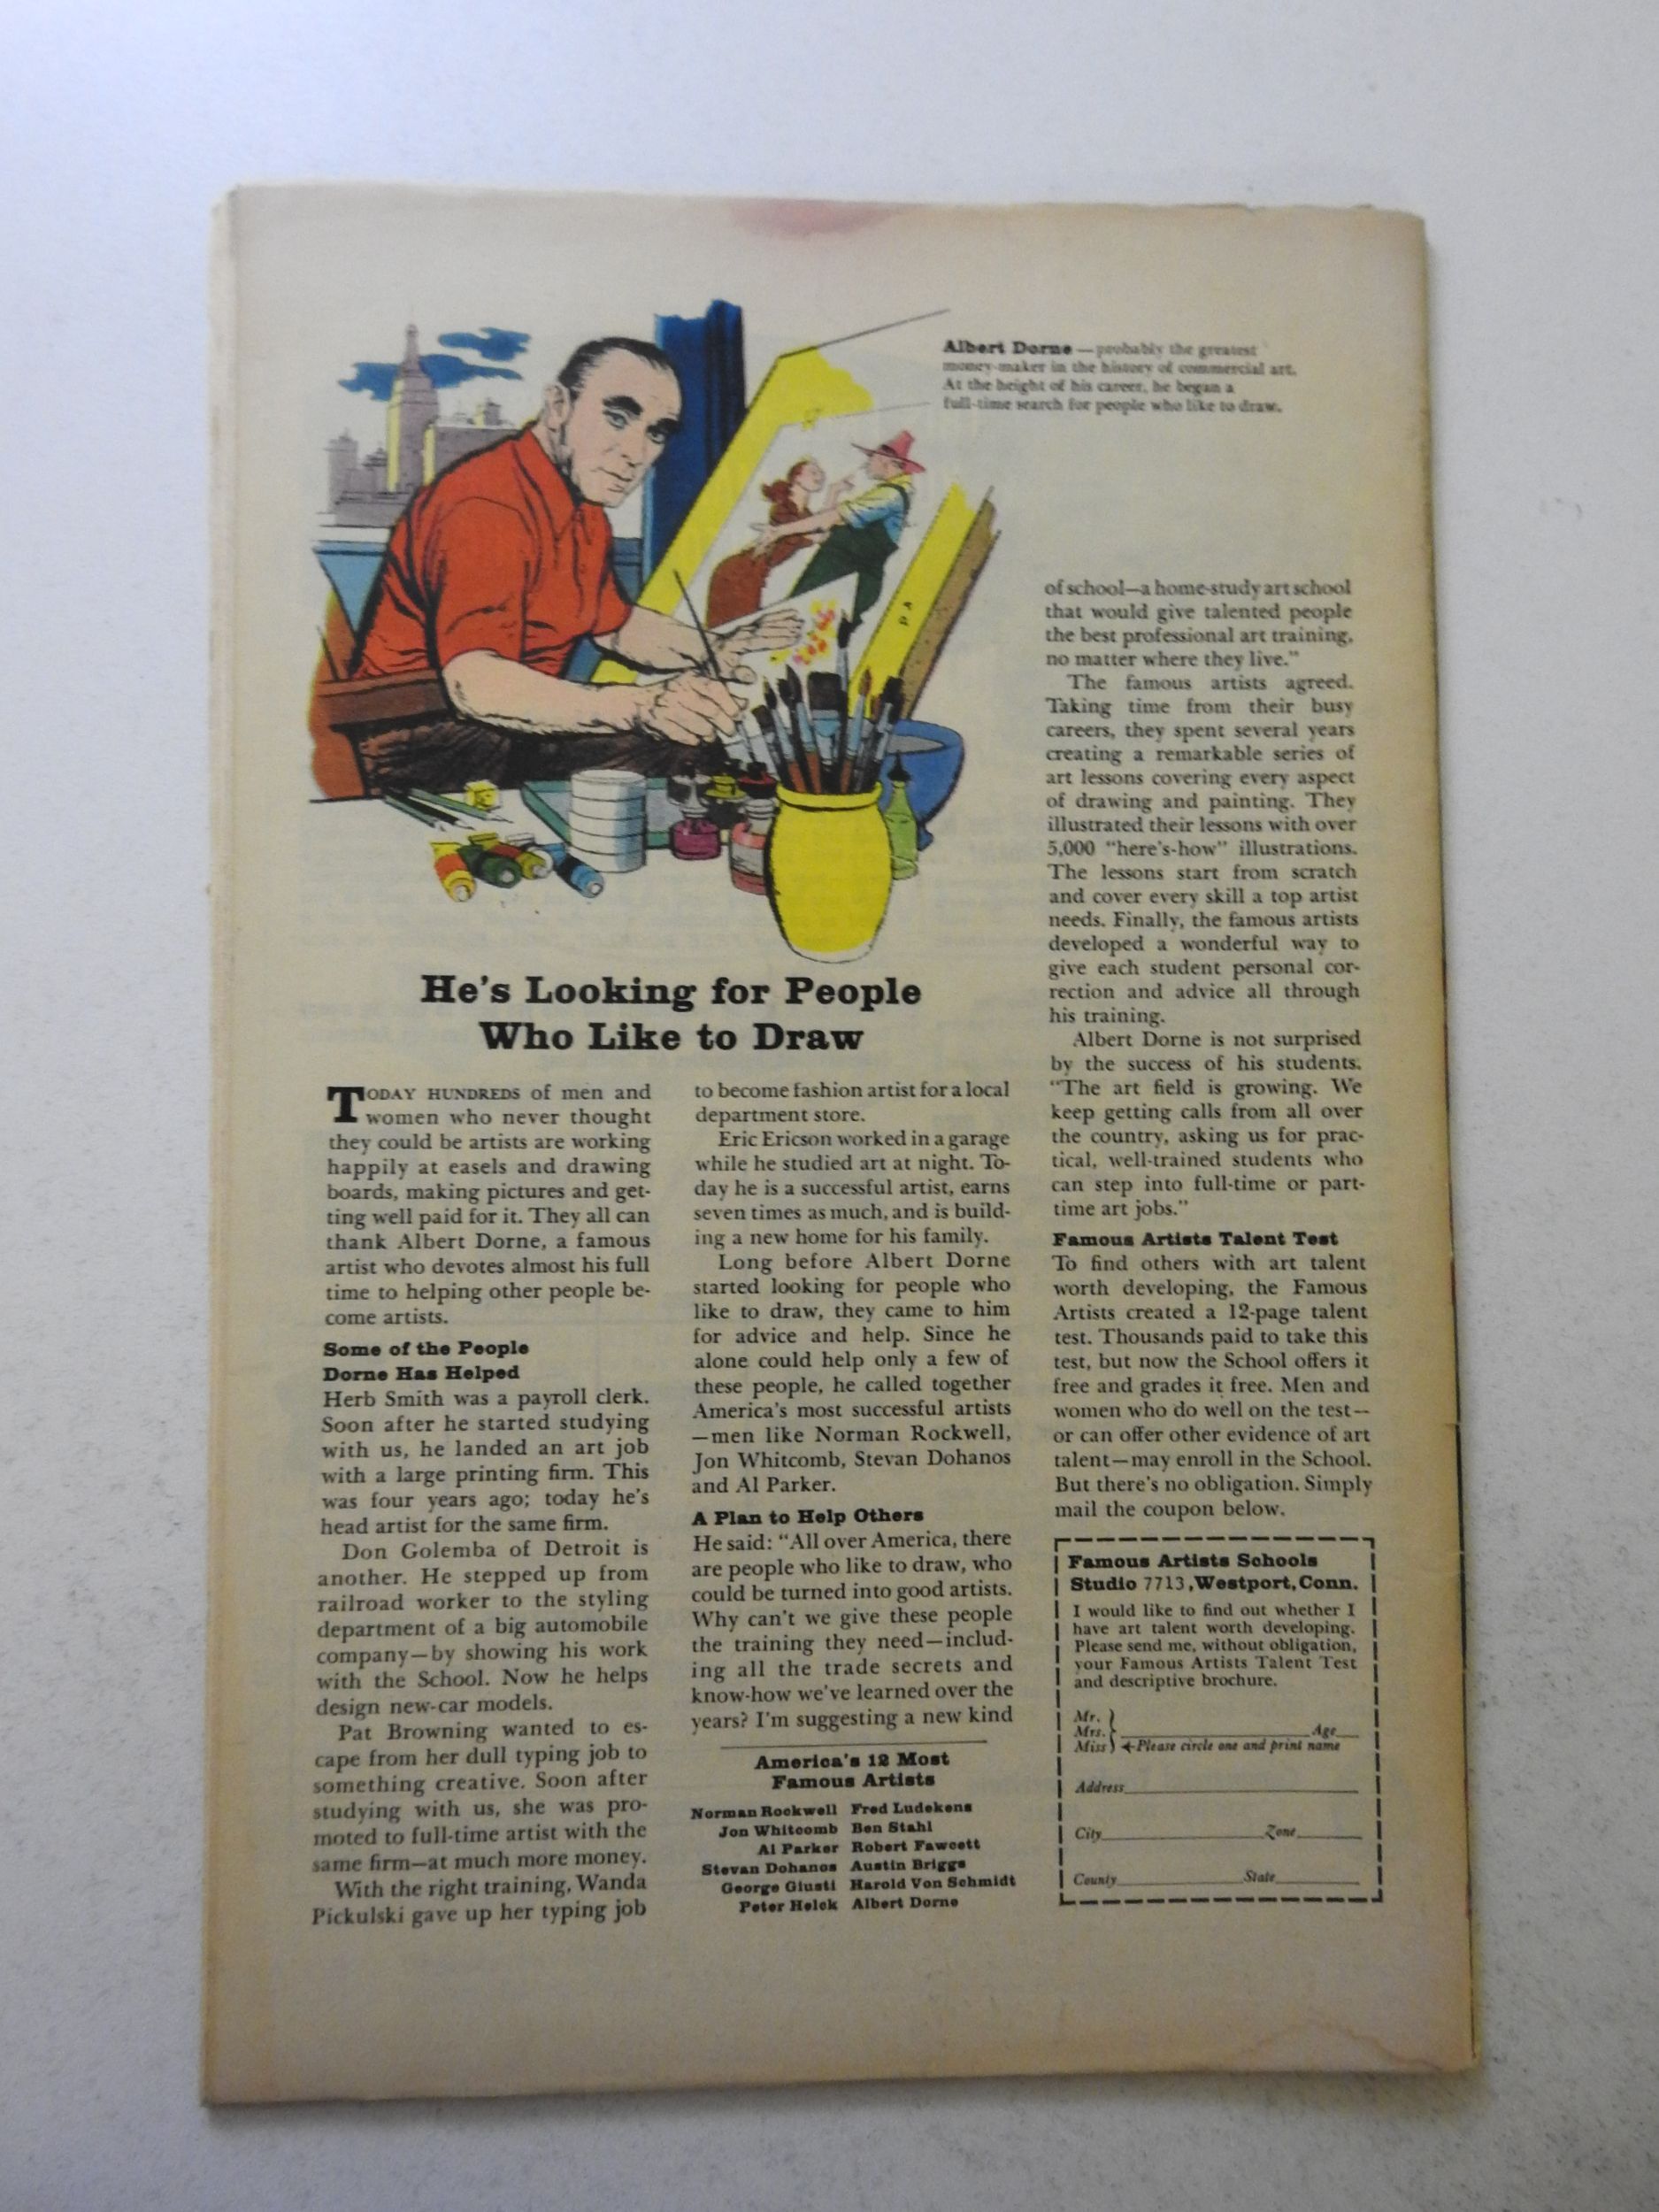 Albert Dorne — probably the greatest
money-maker in the history of commercial art.
At the height of his career, he began a
full-time search for people who like to draw.
He's Looking for People
Who Like to Draw
TODAY HUNDREDS of men and
women who never thought
they could be artists are working
happily at easels and drawing
boards, making pictures and get-
ting well paid for it. They all can
thank Albert Dorne, a famous
artist who devotes almost his full
time to helping other people be-
come artists.
Some of the People
Dorne Has Helped
Herb Smith was a payroll clerk.
Soon after he started studying
with us, he landed an art job
with a large printing firm. This
was four years ago; today he's
head artist for the same firm.
Don Golemba of Detroit is
another. He stepped up from
railroad worker to the styling
department of a big automobile
company—by showing his work
with the School. Now he helps
design new-car models.
Pat Browning wanted to es-
cape from her dull typing job to
something creative. Soon after
studying with us, she was pro-
moted to full-time artist with the
same firm—at much more money.
With the right training, Wanda
Pickulski gave up her typing job
to become fashion artist for a local
department store.
Eric Ericson worked in a garage
while he studied art at night. To-
day he is a successful artist, earns
seven times as much, and is build-
ing a new home for his family.
Long before Albert Dorne
started looking for people who
like to draw, they came to him
for advice and help. Since he
alone could help only a few of
these people, he called together
America's most successful artists
—men like Norman Rockwell,
Jon Whitcomb, Stevan Dohanos
and Al Parker.
A Plan to Help Others
He said: "All over America, there
are people who like to draw, who
could be turned into good artists.
Why can't we give these people
the training they need—includ-
ing all the trade secrets and
know-how we've learned over the
years? I'm suggesting a new kind
America's 12 Most
Famous Artists
Norman Rockwell Fred Ludekens
Jon Whitcomb Ben Stahl
Al Parker Robert Fawcett
Stevan Dohanos Austin Briggs
George Giusti Harold Von Schmidt
Peter Helck Albert Dorne
of school—a home-study art school
that would give talented people
the best professional art training,
no matter where they live."
The famous artists agreed.
Taking time from their busy
careers, they spent several years
creating a remarkable series of
art lessons covering every aspect
of drawing and painting. They
illustrated their lessons with over
5,000 "here's-how" illustrations.
The lessons start from scratch
and cover every skill a top artist
needs. Finally, the famous artists
developed a wonderful way to
give each student personal cor-
rection and advice all through
his training.
Albert Dorne is not surprised
by the success of his students.
"The art field is growing. We
keep getting calls from all over
the country, asking us for prac-
tical, well-trained students who
can step into full-time or part-
time art jobs."
Famous Artists Talent Test
To find others with art talent
worth developing, the Famous
Artists created a 12-page talent
test. Thousands paid to take this
test, but now the School offers it
free and grades it free. Men and
women who do well on the test—
or can offer other evidence of art
talent—may enroll in the School.
But there's no obligation. Simply
mail the coupon below.
Famous Artists Schools
Studio 7713, Westport, Conn.
I would like to find out whether I
have art talent worth developing.
Please send me, without obligation,
your Famous Artists Talent Test
and descriptive brochure.
Mr.
Mrs. Age
Miss Please circle one and print name
Address
City Zone
County State